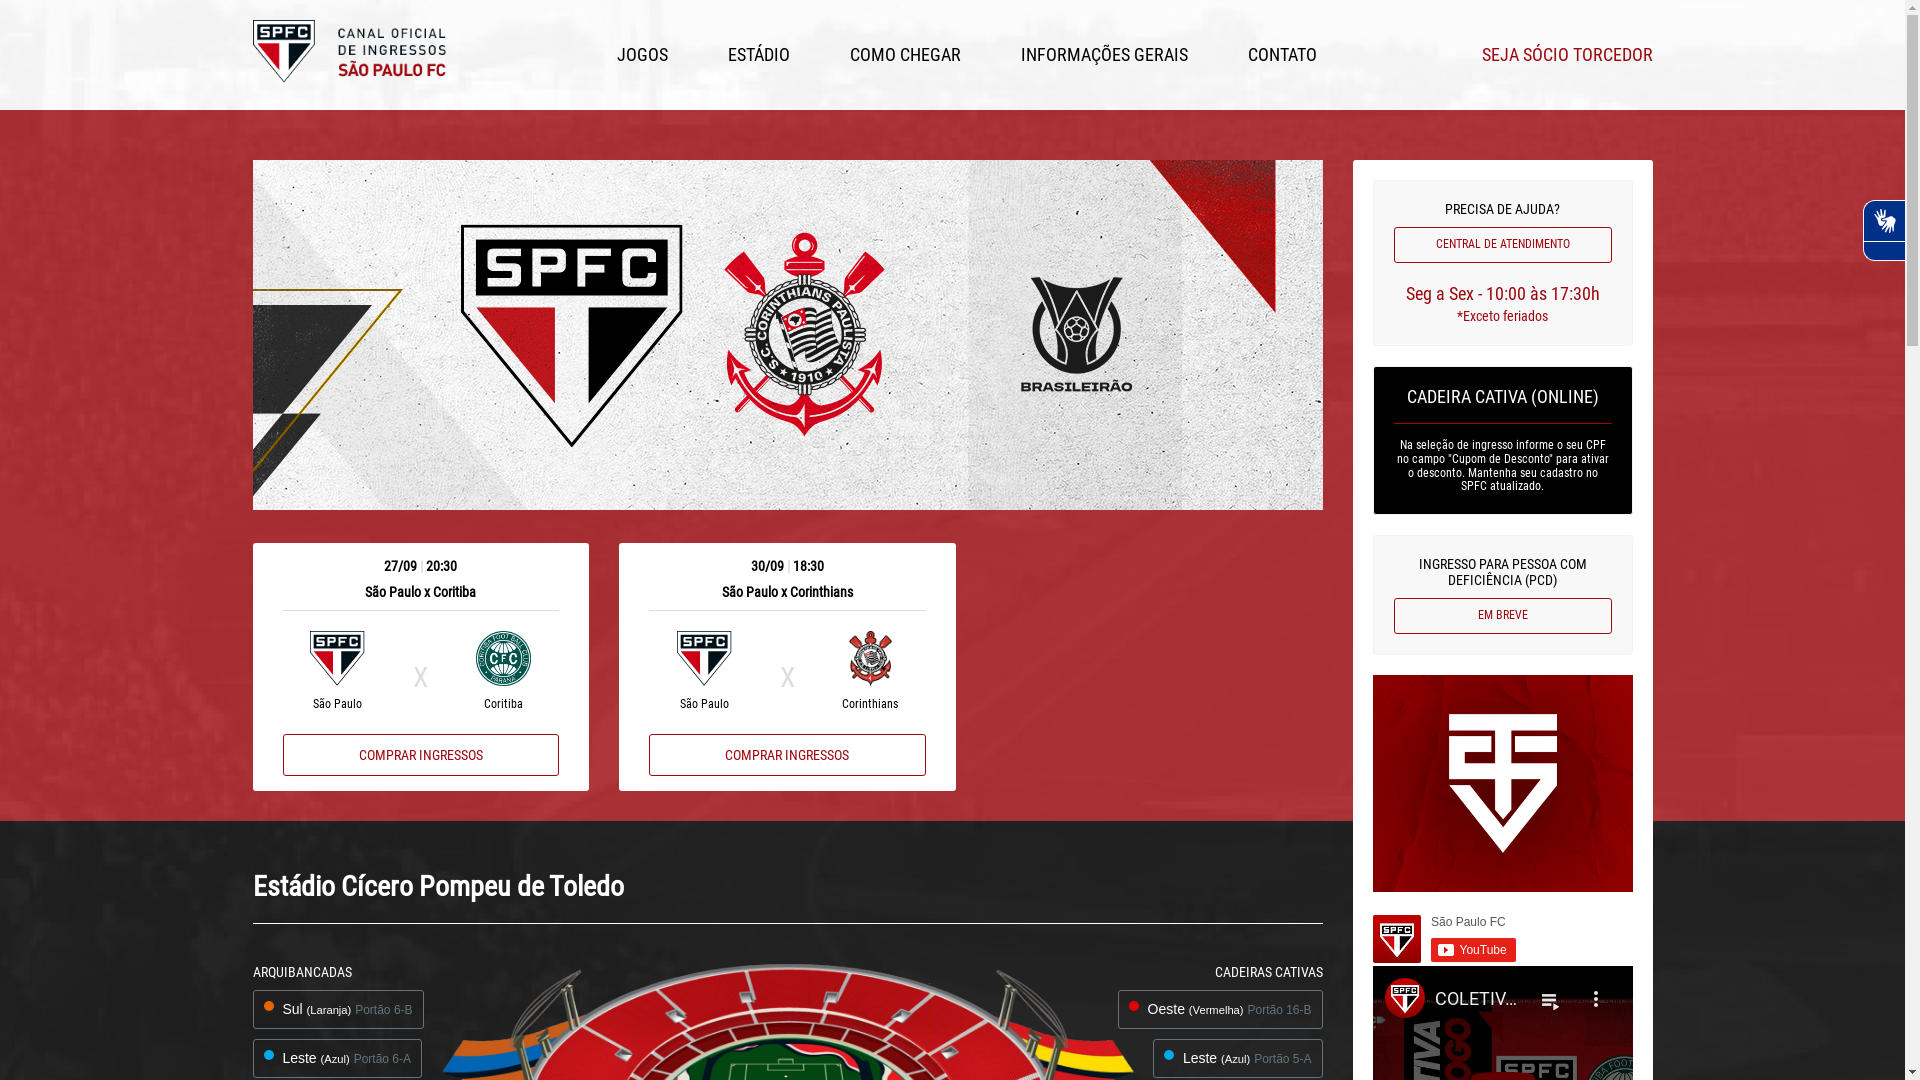 SPFC
CANAL OFICIAL
DE INGRESSOS
SÃO PAULO FC
JOGOS
ESTÁDIO
COMO CHEGAR
INFORMAÇÕES GERAIS
CONTATO
SEJA SÓCIO TORCEDOR
SPFC
S.C. CORINTHIANS PAULISTA
1910
BRASILEIRÃO
27/09 | 20:30
São Paulo x Coritiba
SPFC
X
CFC
São Paulo
Coritiba
COMPRAR INGRESSOS
30/09 | 18:30
São Paulo x Corinthians
SPFC
X
São Paulo
Corinthians
COMPRAR INGRESSOS
PRECISA DE AJUDA?
CENTRAL DE ATENDIMENTO
Seg a Sex - 10:00 às 17:30h
*Exceto feriados
CADEIRA CATIVA (ONLINE)
Na seleção de ingresso informe o seu CPF
no campo "Cupom de Desconto" para ativar
o desconto. Mantenha seu cadastro no
SPFC atualizado.
INGRESSO PARA PESSOA COM
DEFICIÊNCIA (PCD)
EM BREVE
SPFC
São Paulo FC
YouTube
SPFC
COLETIV...
SPFC
Estádio Cícero Pompeu de Toledo
ARQUIBANCADAS
Sul (Laranja) Portão 6-B
Leste (Azul) Portão 6-A
CADEIRAS CATIVAS
Oeste (Vermelha) Portão 16-B
Leste (Azul) Portão 5-A